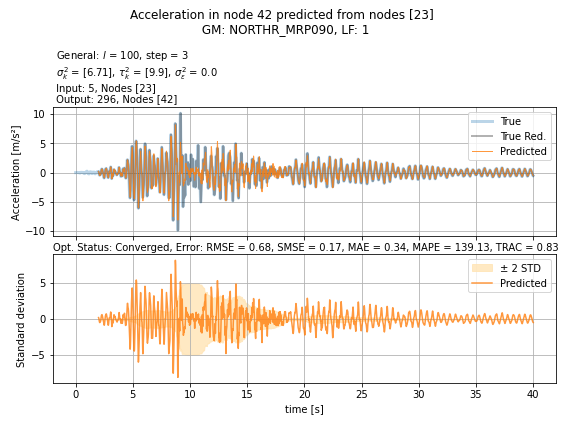 Acceleration in node 42 predicted from nodes [23]
GM: NORTHR_MRP090, LF: 1
General: l = 100, step = 3
σ²ₖ = [6.71], τ²ₖ = [9.9], σ²ε = 0.0
Input: 5, Nodes [23]
Output: 296, Nodes [42]
10
5
0
−5
−10
Acceleration [m/s²]
True
True Red.
Predicted
Opt. Status: Converged, Error: RMSE = 0.68, SMSE = 0.17, MAE = 0.34, MAPE = 139.13, TRAC = 0.83
5
0
−5
Standard deviation
± 2 STD
Predicted
0 5 10 15 20 25 30 35 40
time [s]